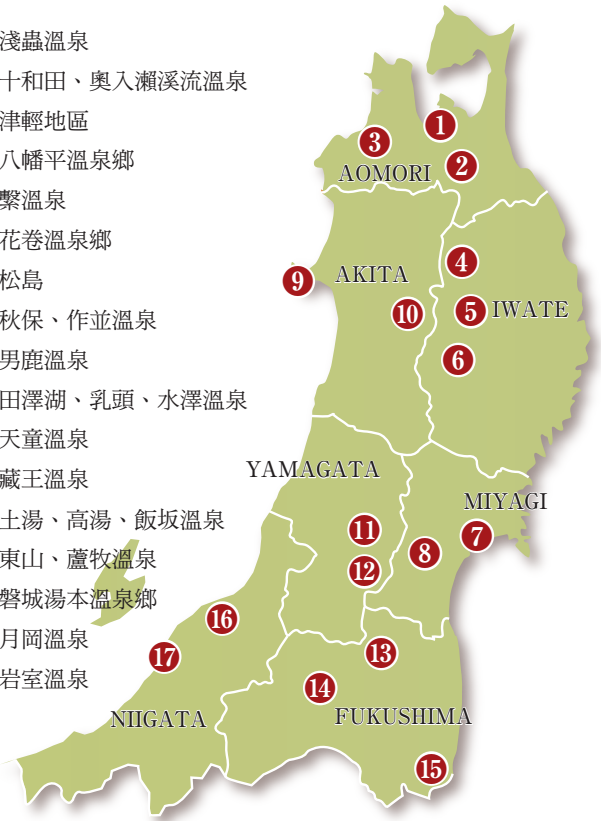 淺蟲溫泉
十和田、奧入瀨溪流溫泉
津輕地區
八幡平溫泉鄉
繫溫泉
花卷溫泉鄉
松島
秋保、作並溫泉
男鹿溫泉
田澤湖、乳頭、水澤溫泉
天童溫泉
藏王溫泉
土湯、高湯、飯坂溫泉
東山、蘆牧溫泉
磐城湯本溫泉鄉
月岡溫泉
岩室溫泉
1
3
2
AOMORI
4
AKITA
9
10
5
IWATE
6
YAMAGATA
MIYAGI
11
7
8
12
16
13
17
14
NIIGATA
FUKUSHIMA
15